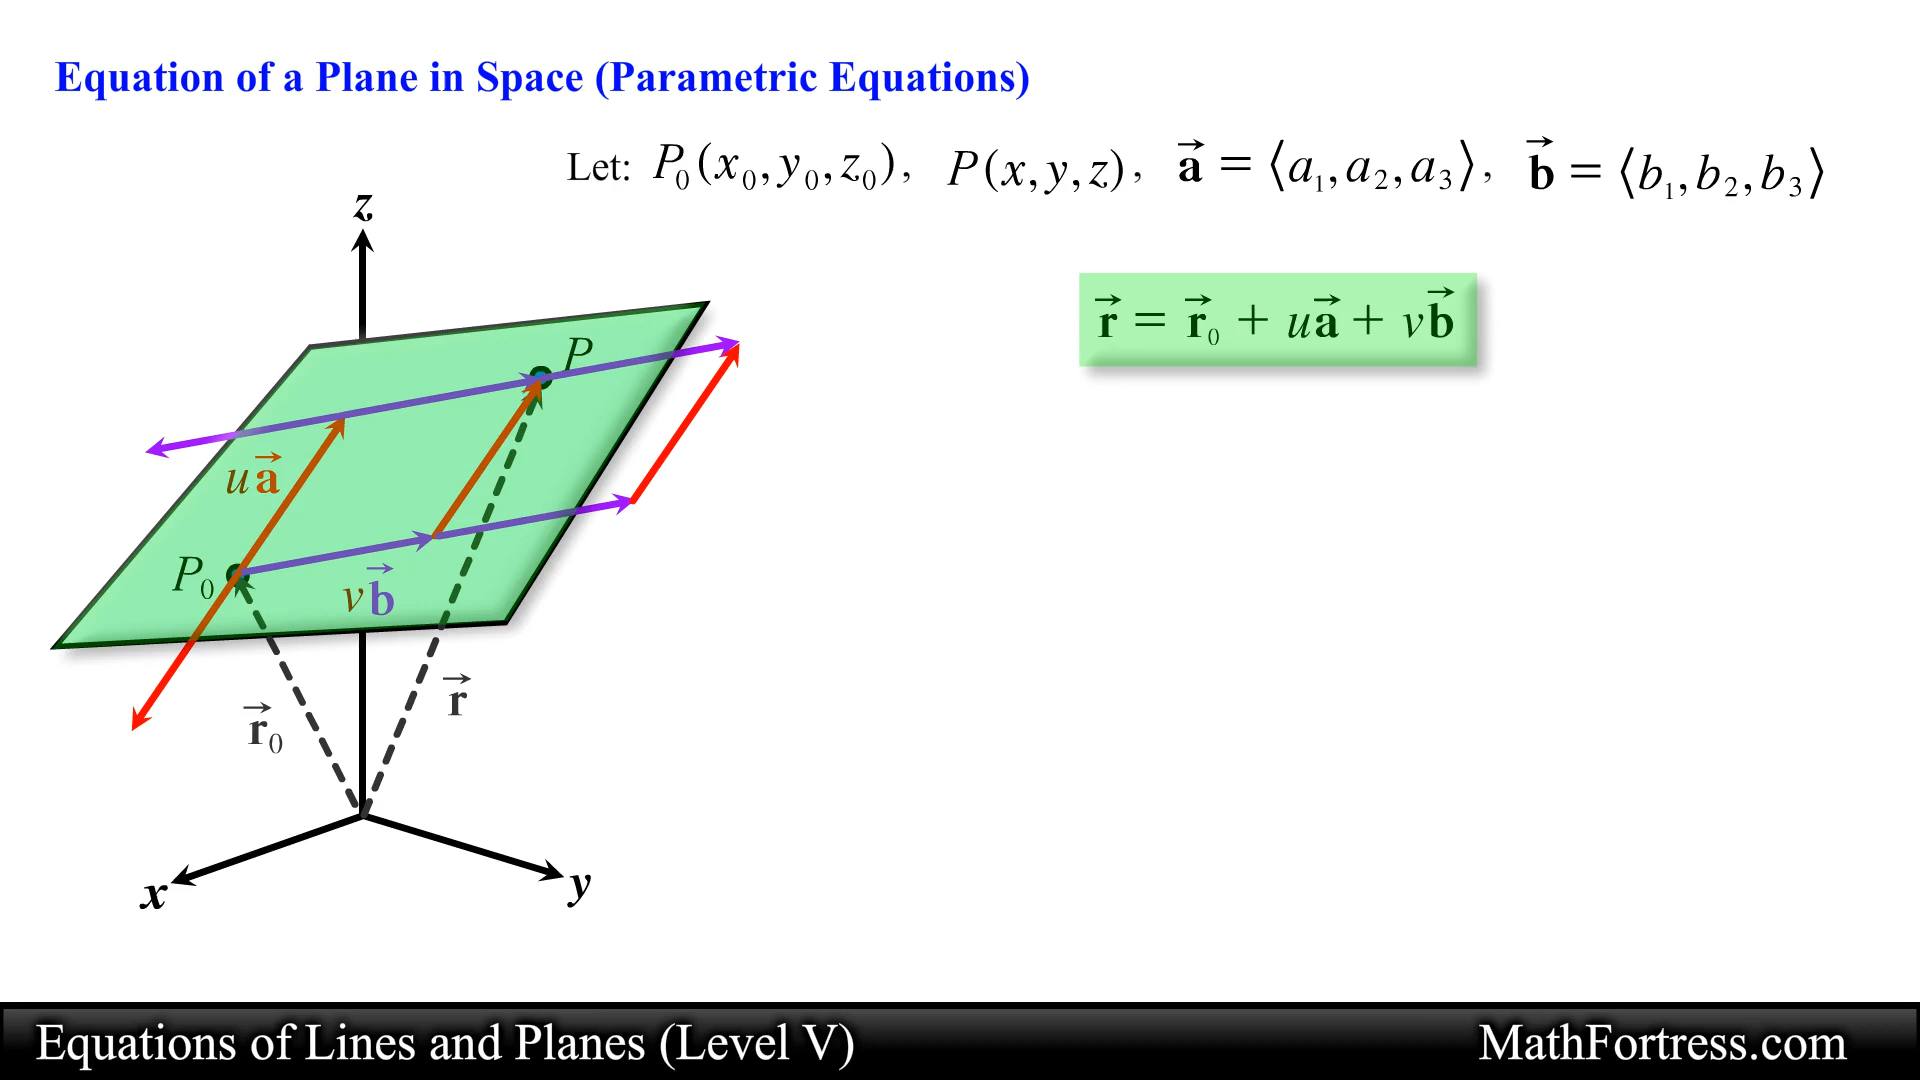 Equation of a Plane in Space (Parametric Equations)
Let: P₀(x₀, y₀, z₀), P(x, y, z), a⃗ = ⟨a₁, a₂, a₃⟩, b⃗ = ⟨b₁, b₂, b₃⟩
z
r⃗ = r⃗₀ + ua⃗ + vb⃗
P
ua⃗
P₀
vb⃗
r⃗
r⃗₀
x
y
Equations of Lines and Planes (Level V)
MathFortress.com